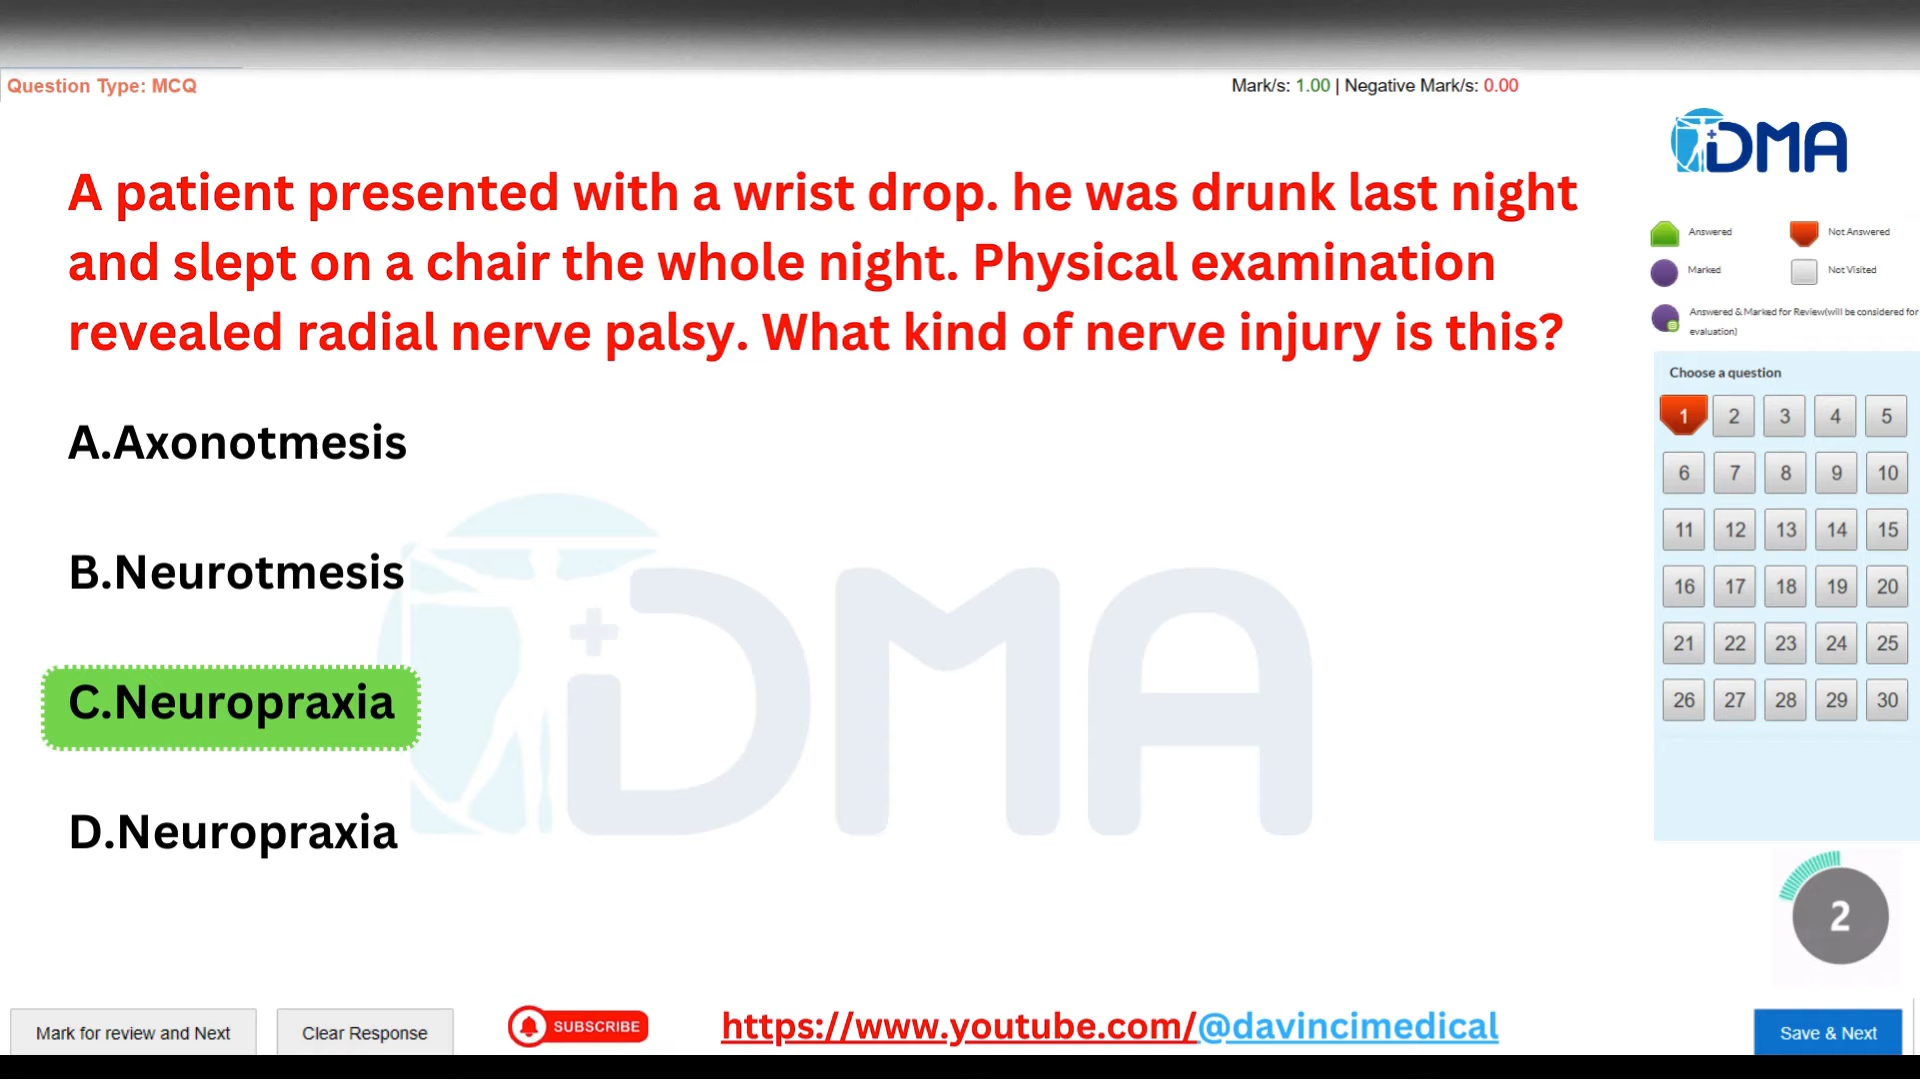 Question Type: MCQ
Mark/s: 1.00 | Negative Mark/s: 0.00
DMA
A patient presented with a wrist drop. he was drunk last night
and slept on a chair the whole night. Physical examination
revealed radial nerve palsy. What kind of nerve injury is this?
A.Axonotmesis
B.Neurotmesis
C.Neuropraxia
D.Neuropraxia
DMA
Answered
Not Answered
Marked
Not Visited
Answered & Marked for Review(will be considered for
evaluation)
Choose a question
1 2 3 4 5
6 7 8 9 10
11 12 13 14 15
16 17 18 19 20
21 22 23 24 25
26 27 28 29 30
2
Mark for review and Next
Clear Response
SUBSCRIBE
https://www.youtube.com/@davincimedical
Save & Next